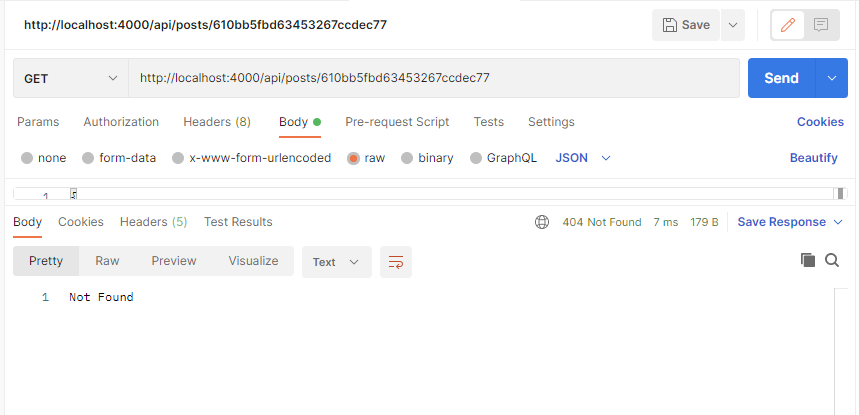 http://localhost:4000/api/posts/610bb5fbd63453267ccdec77
Save
GET
http://localhost:4000/api/posts/610bb5fbd63453267ccdec77
Send
Params
Authorization
Headers (8)
Body
Pre-request Script
Tests
Settings
Cookies
none
form-data
x-www-form-urlencoded
raw
binary
GraphQL
JSON
Beautify
1
Body
Cookies
Headers (5)
Test Results
404 Not Found
7 ms
179 B
Save Response
Pretty
Raw
Preview
Visualize
Text
1
Not Found